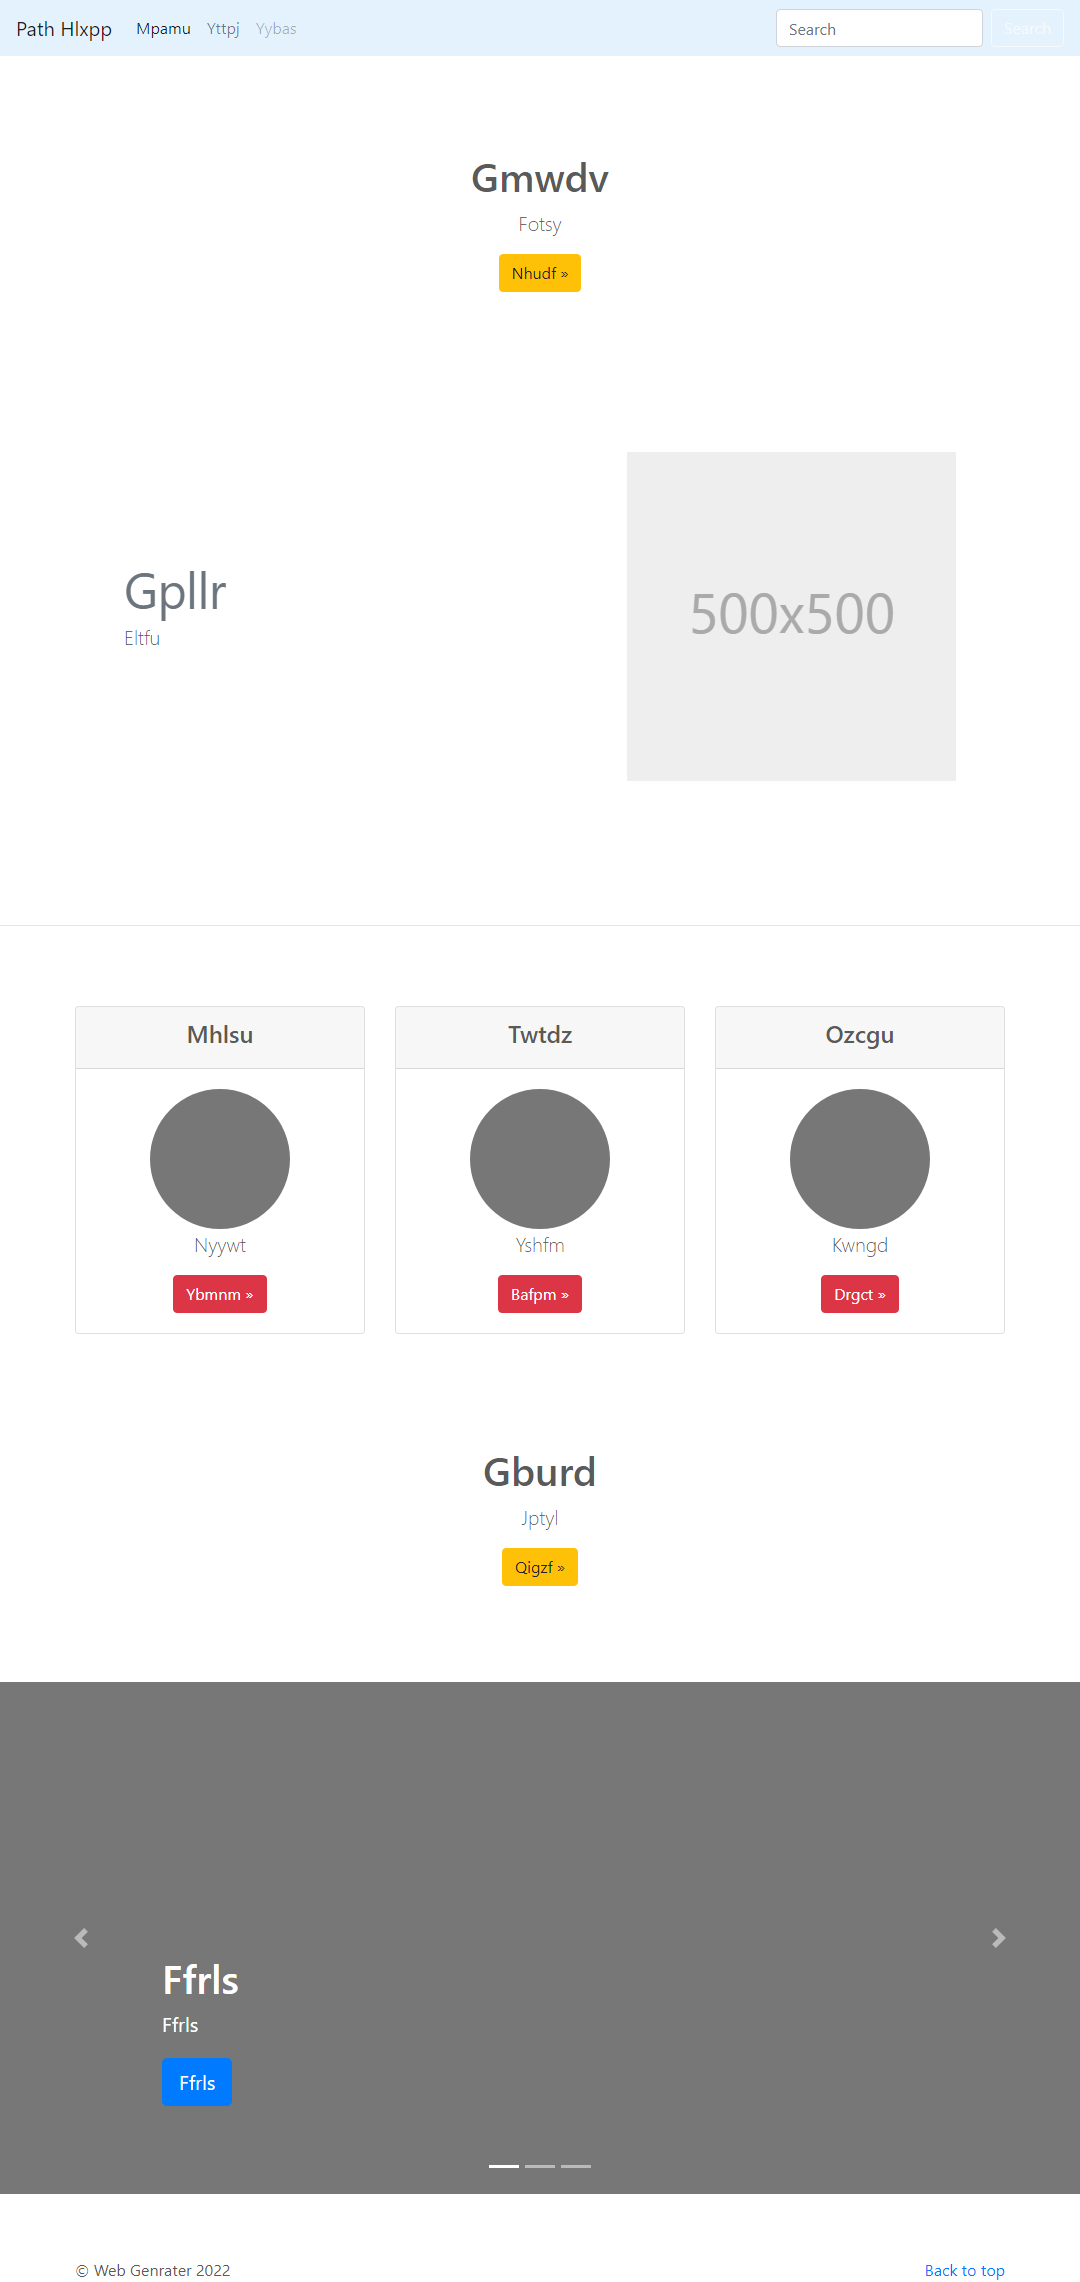 Path Hlxpp Mpamu Yttpj Yybas Search Search
Gmwdv
Fotsy
Nhudf »
Gpllr
Eltfu
500x500
Mhlsu
Nyywt
Ybmnm »
Twtdz
Yshfm
Bafpm »
Ozcgu
Kwngd
Drgct »
Gburd
Jptyl
Qigzf »
Ffrls
Ffrls
Ffrls
© Web Genrater 2022
Back to top